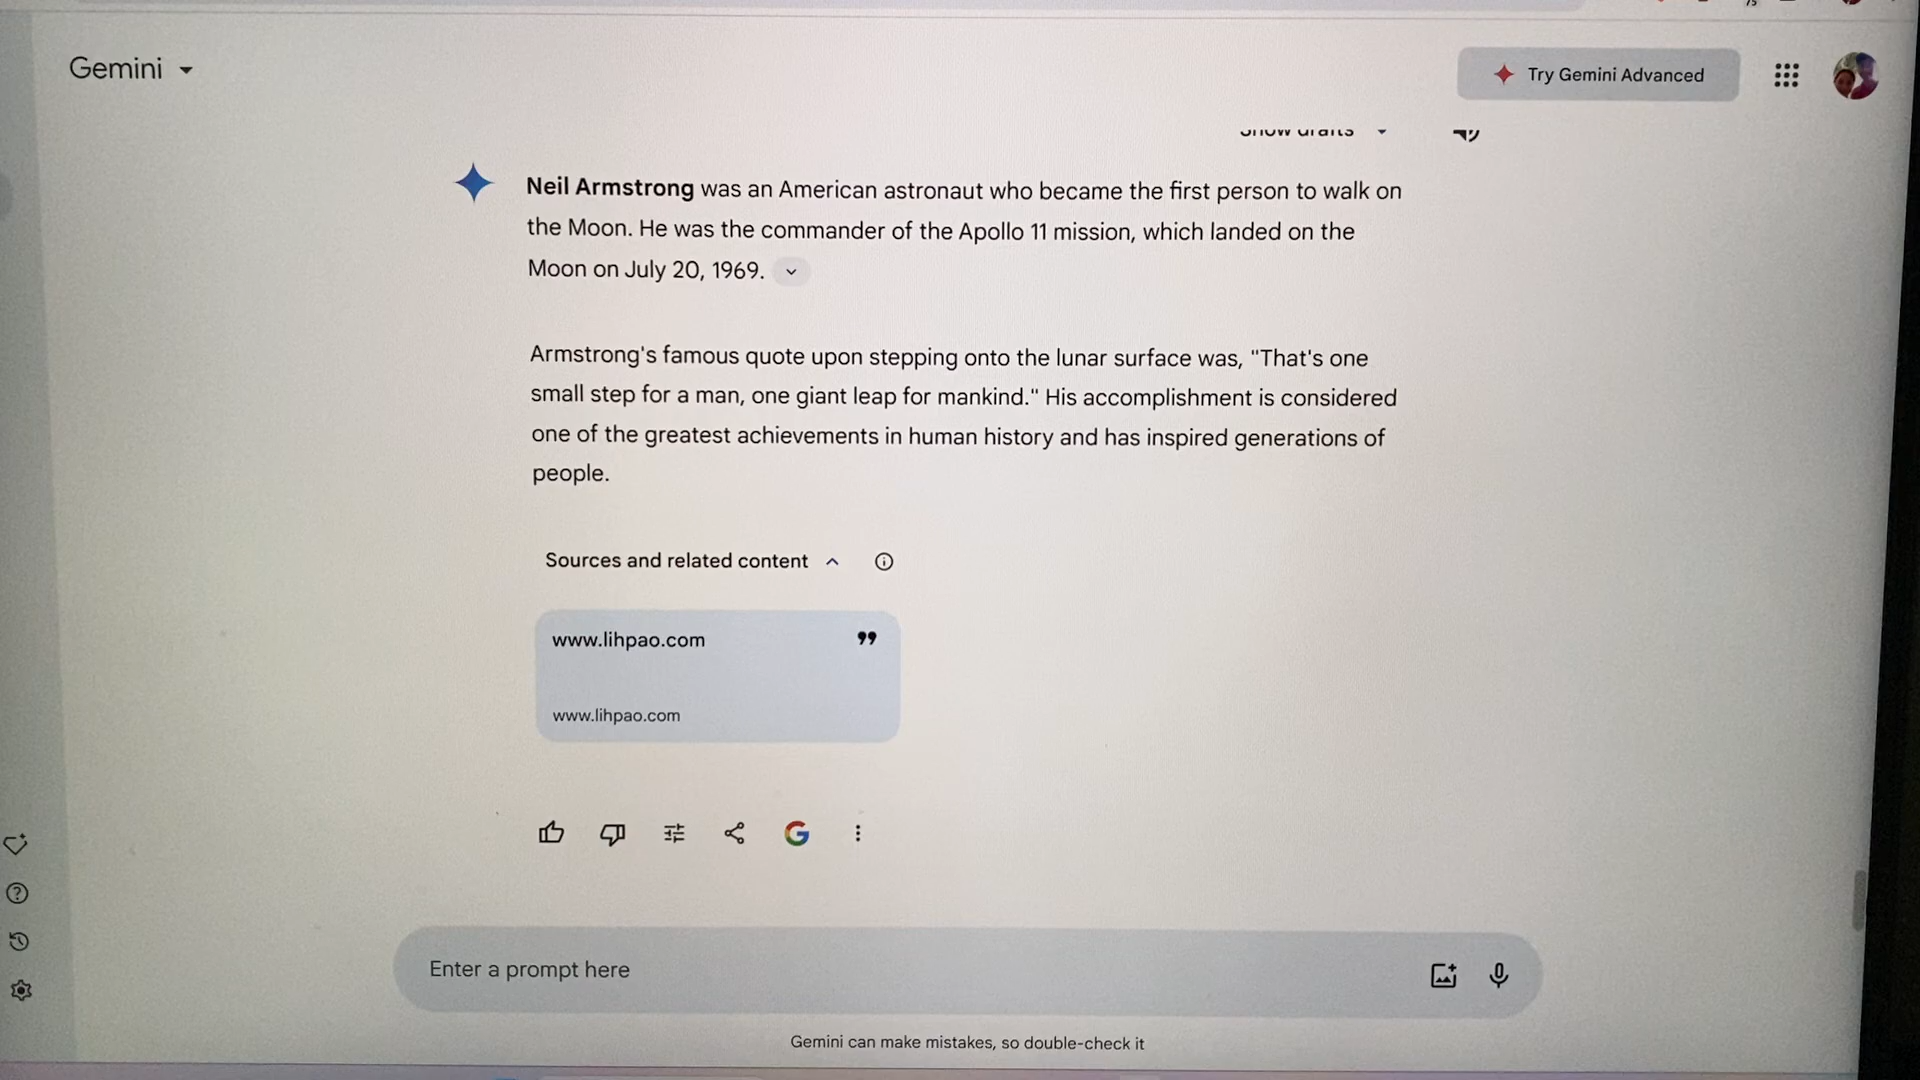 Gemini
Try Gemini Advanced
Show drafts
Neil Armstrong was an American astronaut who became the first person to walk on
the Moon. He was the commander of the Apollo 11 mission, which landed on the
Moon on July 20, 1969.
Armstrong's famous quote upon stepping onto the lunar surface was, "That's one
small step for a man, one giant leap for mankind." His accomplishment is considered
one of the greatest achievements in human history and has inspired generations of
people.
Sources and related content
www.lihpao.com
www.lihpao.com
Enter a prompt here
Gemini can make mistakes, so double-check it